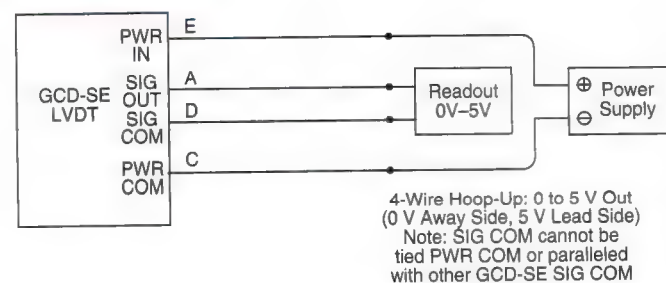 E
PWR
IN
A
SIG
OUT
GCD-SE
LVDT
D
SIG
COM
C
PWR
COM
Readout
0V–5V
⊕ Power
⊖ Supply
4-Wire Hoop-Up: 0 to 5 V Out
(0 V Away Side, 5 V Lead Side)
Note: SIG COM cannot be
tied PWR COM or paralleled
with other GCD-SE SIG COM